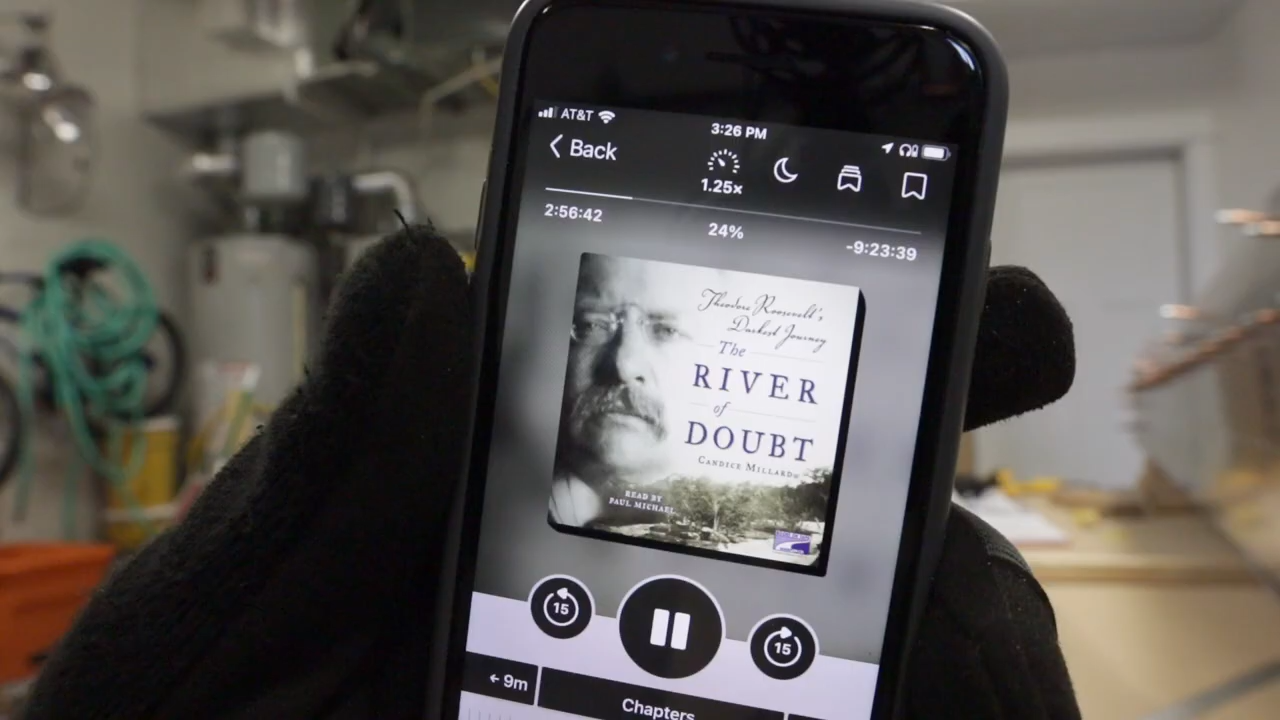 AT&T
3:26 PM
Back
1.25x
2:56:42
24%
-9:23:39
Theodore Roosevelt's
Darkest Journey
The
RIVER
of
DOUBT
CANDICE MILLARD
READ BY
PAUL MICHAEL
15
15
← 9m
Chapters